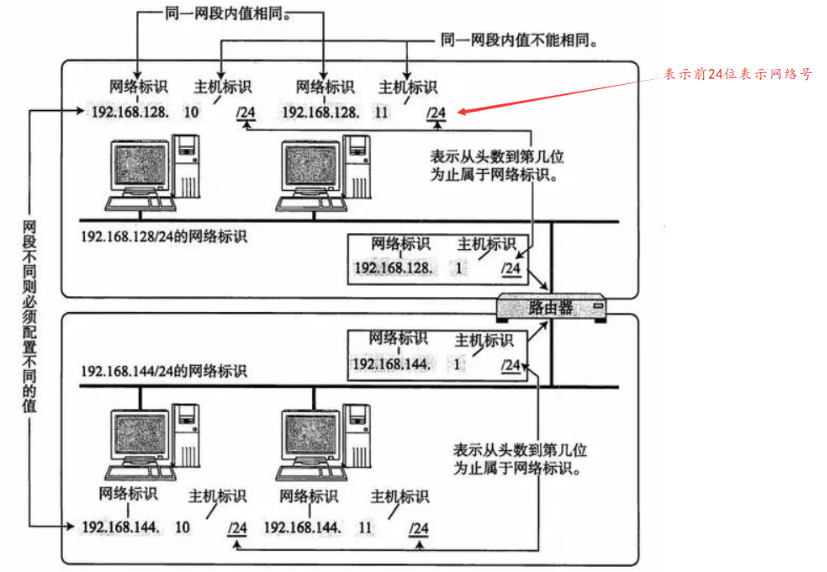 同一网段内值相同。
同一网段内值不能相同。
表示前24位表示网络号
网络标识 主机标识 网络标识 主机标识
192.168.128. 10 /24 192.168.128. 11 /24
表示从头数到第几位
为止属于网络标识。
192.168.128/24的网络标识
网络标识 主机标识
192.168.128. 1 /24
网段不同则必须配置不同的值
路由器
网络标识 主机标识
192.168.144. 1 /24
192.168.144/24的网络标识
表示从头数到第几位
为止属于网络标识。
网络标识 主机标识 网络标识 主机标识
192.168.144. 10 /24 192.168.144. 11 /24